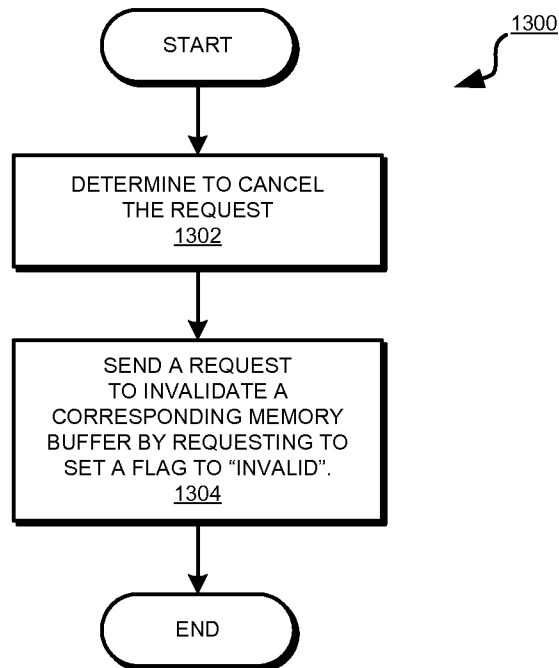 START
1300
DETERMINE TO CANCEL
THE REQUEST
1302
SEND A REQUEST
TO INVALIDATE A
CORRESPONDING MEMORY
BUFFER BY REQUESTING TO
SET A FLAG TO “INVALID”.
1304
END